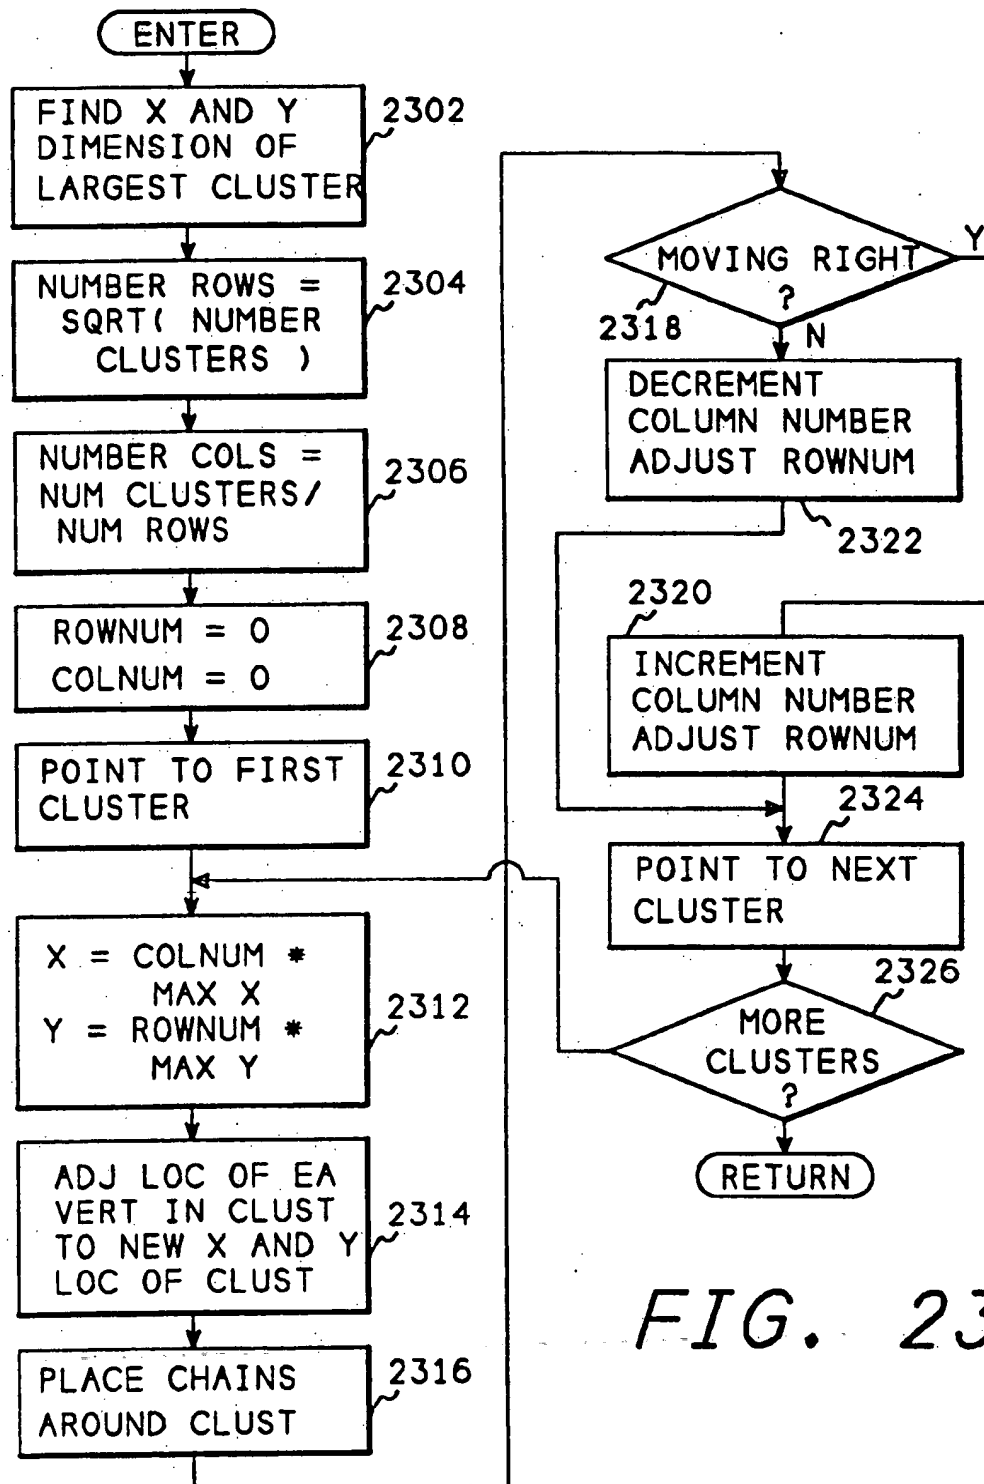 ENTER
FIND X AND Y
DIMENSION OF
LARGEST CLUSTER
2302
NUMBER ROWS =
SQRT( NUMBER
CLUSTERS )
2304
NUMBER COLS =
NUM CLUSTERS/
NUM ROWS
2306
ROWNUM = 0
COLNUM = 0
2308
POINT TO FIRST
CLUSTER
2310
X = COLNUM *
MAX X
Y = ROWNUM *
MAX Y
2312
ADJ LOC OF EA
VERT IN CLUST
TO NEW X AND Y
LOC OF CLUST
2314
PLACE CHAINS
AROUND CLUST
2316
MOVING RIGHT
?
2318
Y
N
DECREMENT
COLUMN NUMBER
ADJUST ROWNUM
2322
2320
INCREMENT
COLUMN NUMBER
ADJUST ROWNUM
2324
POINT TO NEXT
CLUSTER
2326
MORE
CLUSTERS
?
RETURN
FIG. 23